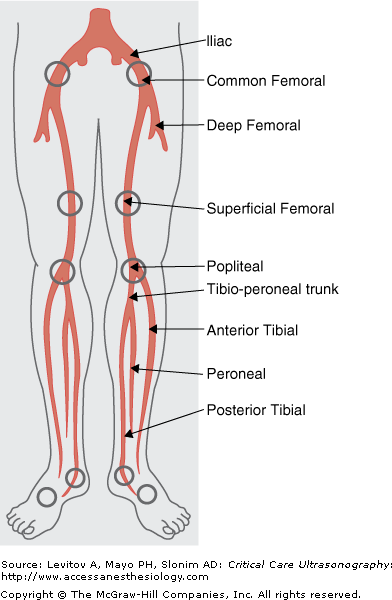 Iliac
Common Femoral
Deep Femoral
Superficial Femoral
Popliteal
Tibio-peroneal trunk
Anterior Tibial
Peroneal
Posterior Tibial
Source: Levitov A, Mayo PH, Slonim AD: Critical Care Ultrasonography:
http://www.accessanesthesiology.com
Copyright © The McGraw-Hill Companies, Inc. All rights reserved.